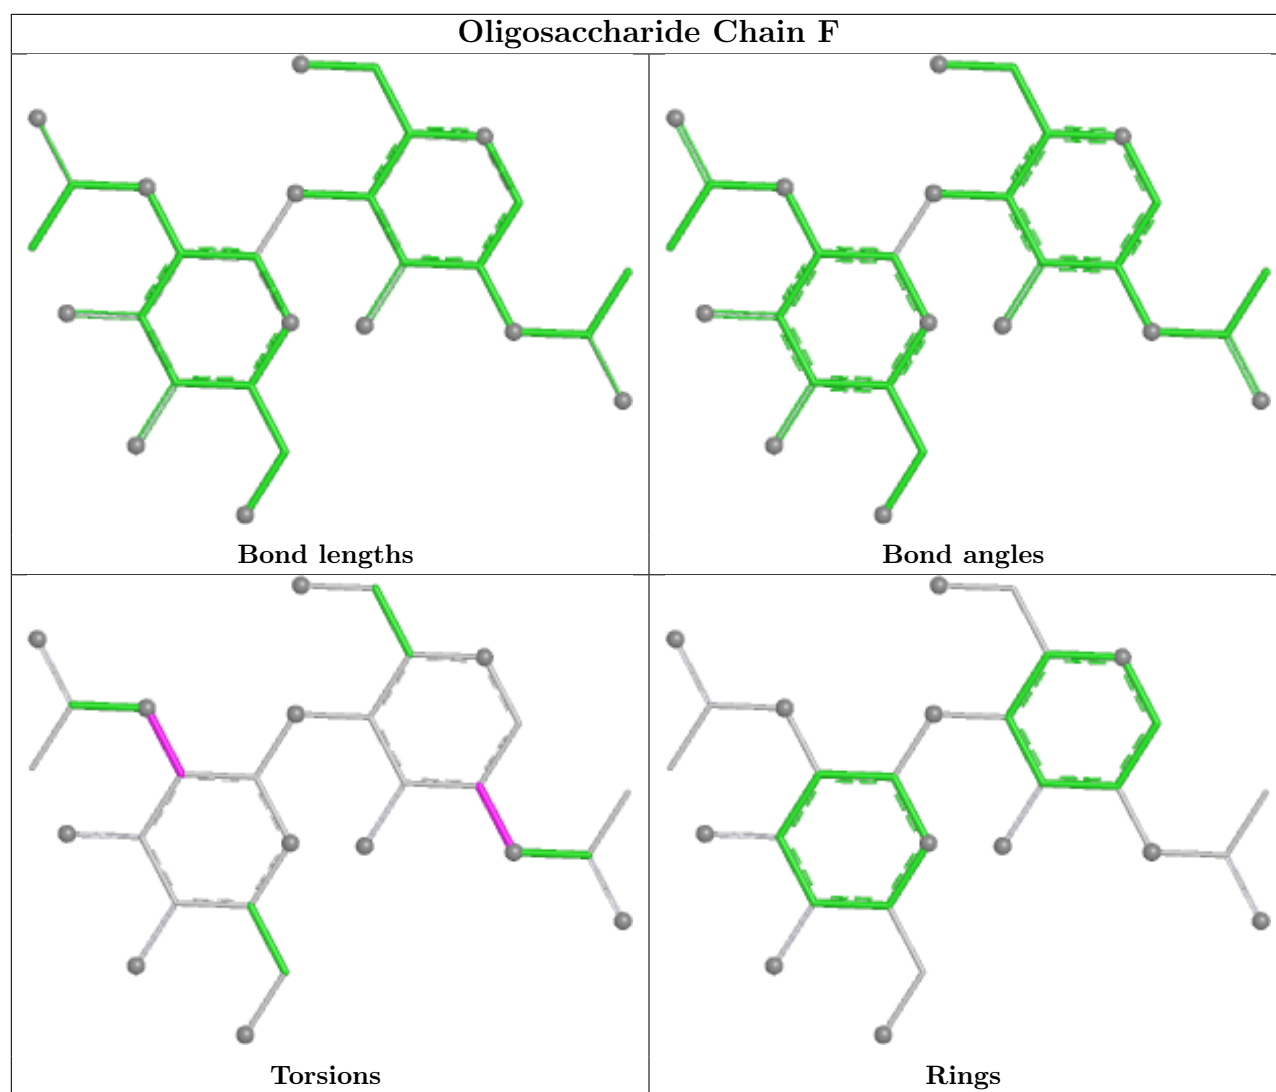 Oligosaccharide Chain F
Bond lengths
Bond angles
Torsions
Rings